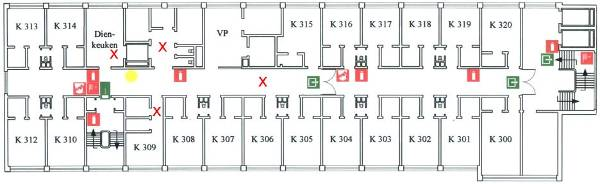 K 313
K 314
Dien-
keuken
VP
K 315
K 316
K 317
K 318
K 319
K 320
X
X
X
X
K 312
K 310
K 309
K 308
K 307
K 306
K 305
K 304
K 303
K 302
K 301
K 300